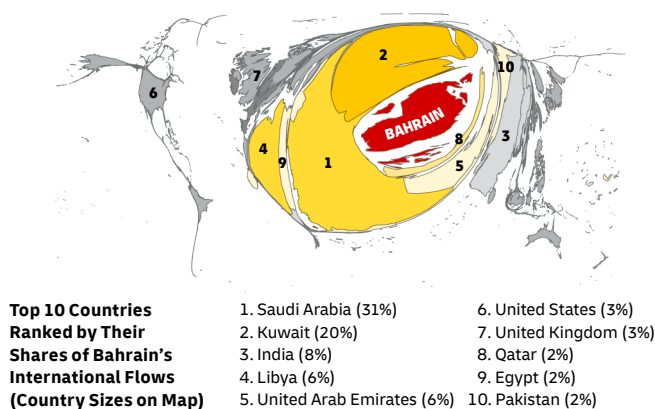 2
10
7
6
BAHRAIN
3
8
4
9
1
5
Top 10 Countries
Ranked by Their
Shares of Bahrain's
International Flows
(Country Sizes on Map)
1. Saudi Arabia (31%)
2. Kuwait (20%)
3. India (8%)
4. Libya (6%)
5. United Arab Emirates (6%)
6. United States (3%)
7. United Kingdom (3%)
8. Qatar (2%)
9. Egypt (2%)
10. Pakistan (2%)